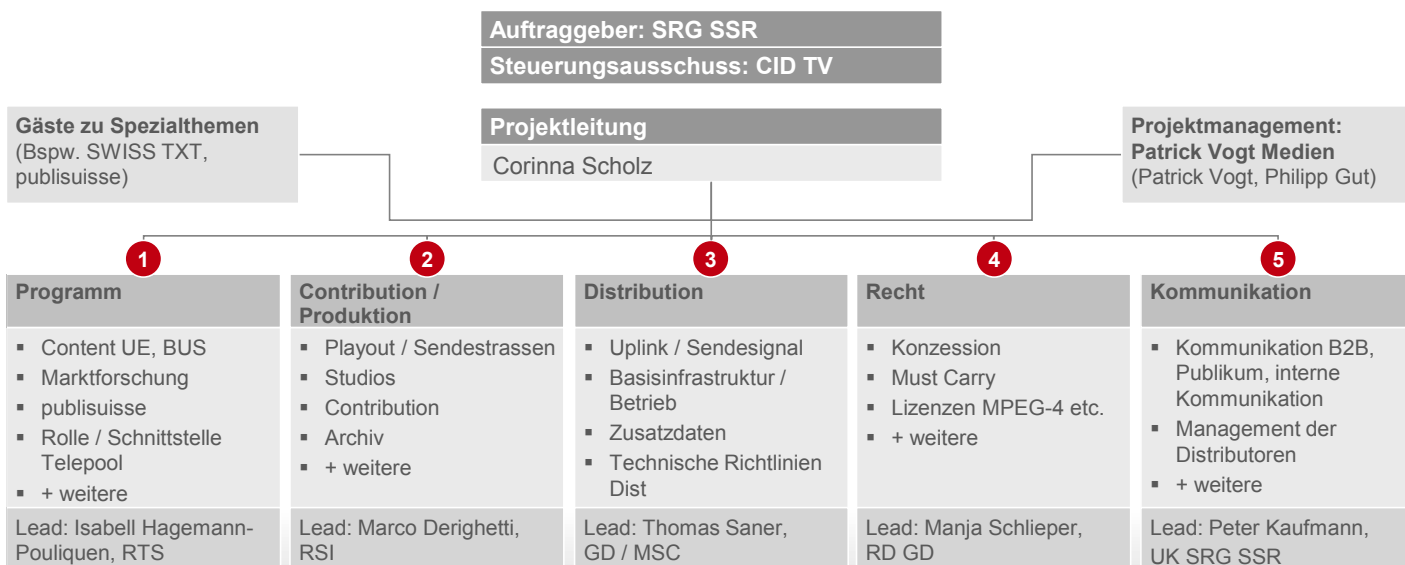 Auftraggeber: SRG SSR
Steuerungsausschuss: CID TV
Gäste zu Spezialthemen
(Bspw. SWISS TXT,
publisuisse)
Projektleitung
Corinna Scholz
Projektmanagement:
Patrick Vogt Medien
(Patrick Vogt, Philipp Gut)
1
Programm
▪ Content UE, BUS
▪ Marktforschung
▪ publisuisse
▪ Rolle / Schnittstelle
Telepool
▪ + weitere
Lead: Isabell Hagemann-
Pouliquen, RTS
2
Contribution /
Produktion
▪ Playout / Sendestrassen
▪ Studios
▪ Contribution
▪ Archiv
▪ + weitere
Lead: Marco Derighetti,
RSI
3
Distribution
▪ Uplink / Sendesignal
▪ Basisinfrastruktur /
Betrieb
▪ Zusatzdaten
▪ Technische Richtlinien
Dist
Lead: Thomas Saner,
GD / MSC
4
Recht
▪ Konzession
▪ Must Carry
▪ Lizenzen MPEG-4 etc.
▪ + weitere
Lead: Manja Schlieper,
RD GD
5
Kommunikation
▪ Kommunikation B2B,
Publikum, interne
Kommunikation
▪ Management der
Distributoren
▪ + weitere
Lead: Peter Kaufmann,
UK SRG SSR